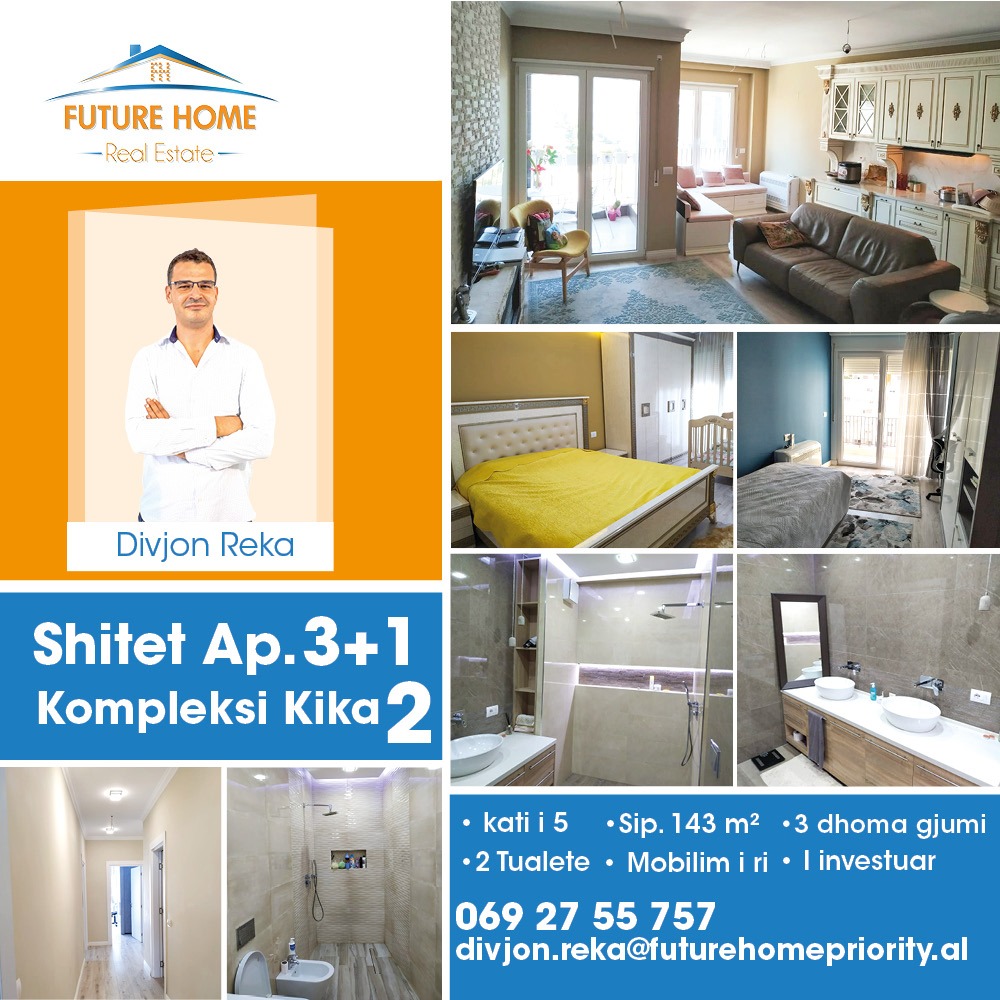 FH
FUTURE HOME
Real Estate
Divjon Reka
Shitet Ap. 3+1
Kompleksi Kika 2
• kati i 5 • Sip. 143 m² • 3 dhoma gjumi
• 2 Tualete • Mobilim i ri • I investuar
069 27 55 757
divjon.reka@futurehomepriority.al